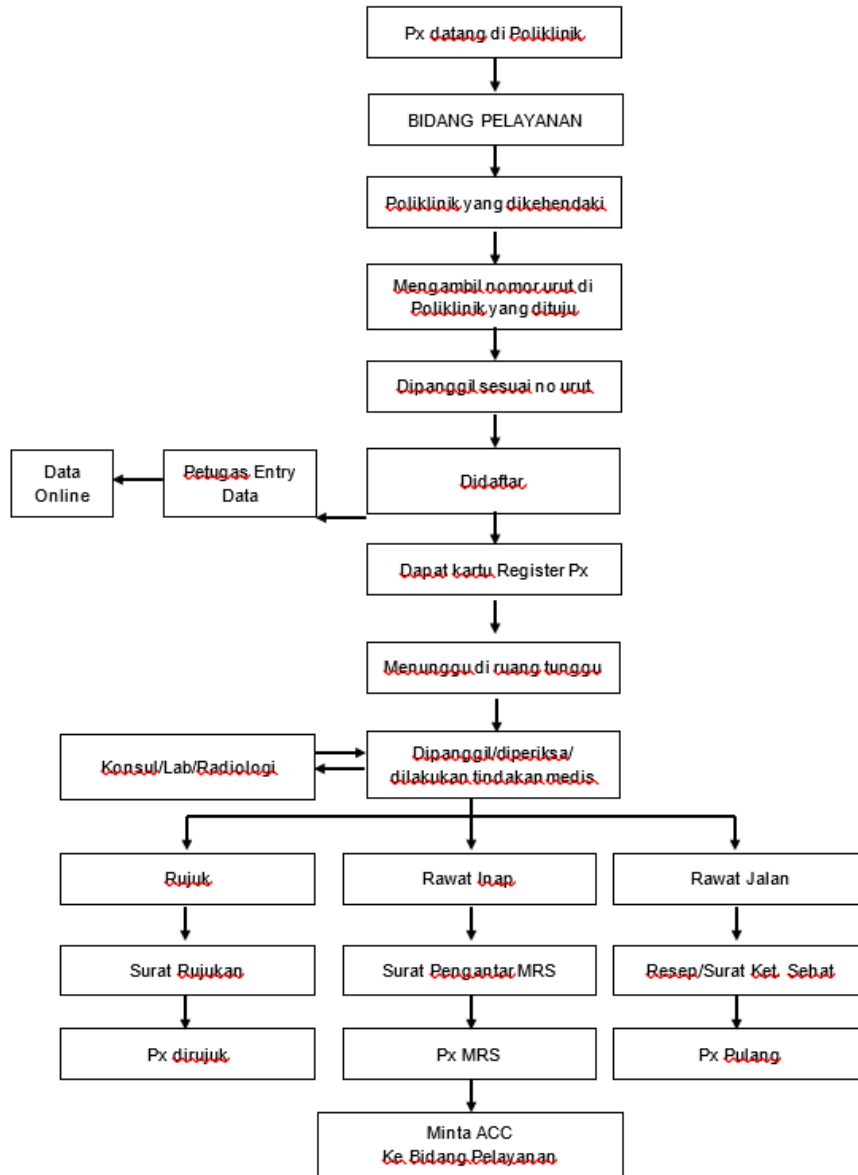 Px datang di Poliklinik
BIDANG PELAYANAN
Poliklinik yang dikehendaki
Mengambil nomor urut di
Poliklinik yang dituju
Dipanggil sesuai no urut
Data
Online
Petugas Entry
Data
Didaftar
Dapat kartu Register Px
Menunggu di ruang tunggu
Konsul/Lab/Radiologi
Dipanggil/diperiksa/
dilakukan tindakan medis
Rujuk
Rawat Inap
Rawat Jalan
Surat Rujukan
Surat Pengantar MRS
Resep/Surat Ket. Sehat
Px dirujuk
Px MRS
Px Pulang
Minta ACC
Ke Bidang Pelayanan